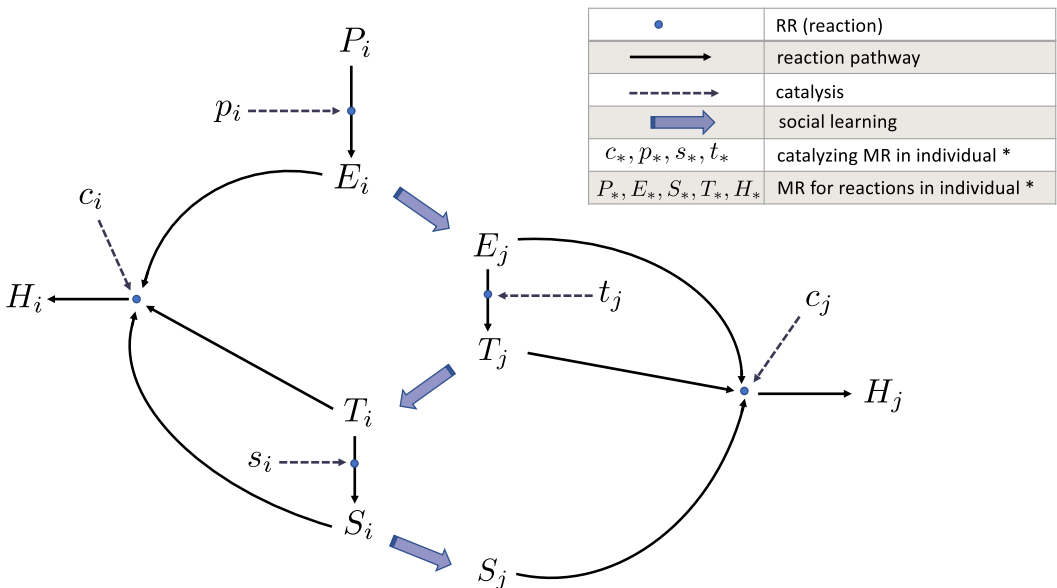 P_i
p_i
E_i
c_i
E_j
H_i
t_j
c_j
T_j
H_j
T_i
s_i
S_i
S_j
RR (reaction)
reaction pathway
catalysis
social learning
c_*, p_*, s_*, t_* catalyzing MR in individual *
P_*, E_*, S_*, T_*, H_* MR for reactions in individual *